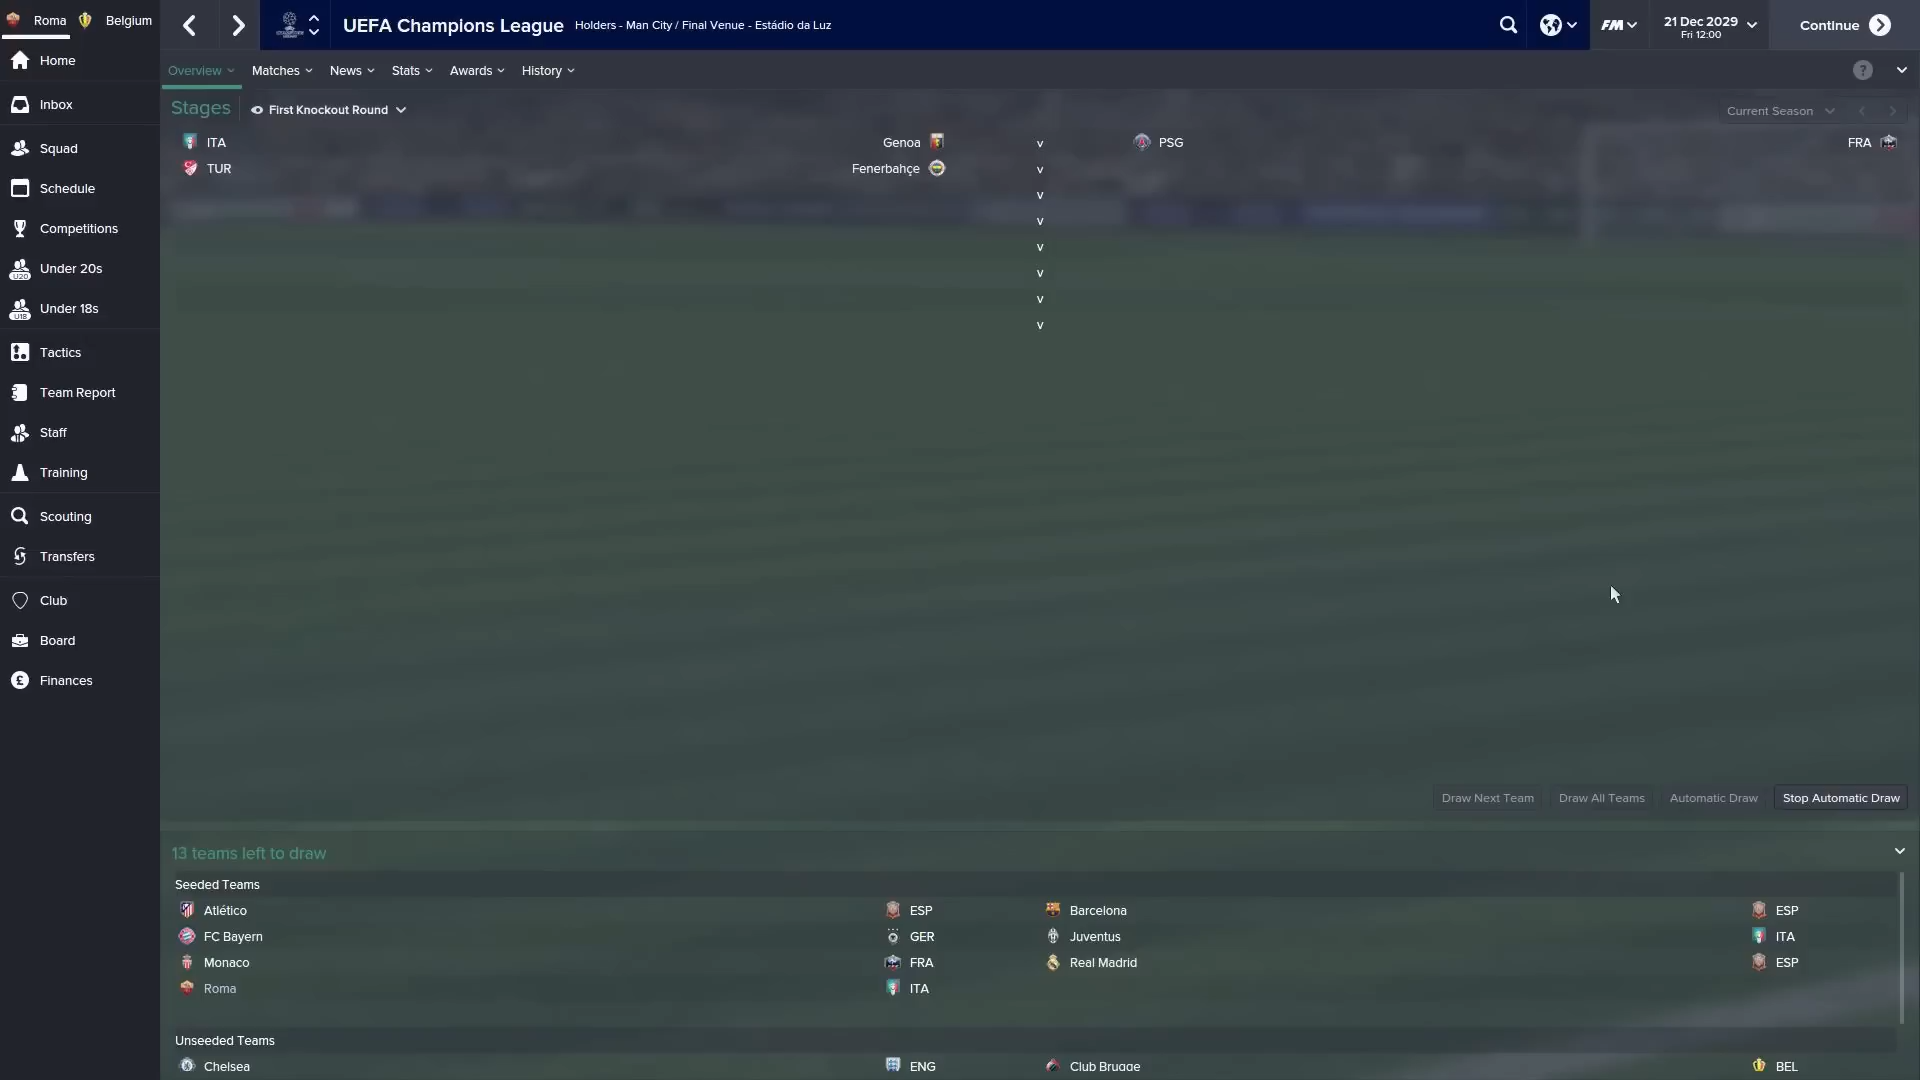 Roma Belgium
UEFA Champions League Holders - Man City / Final Venue - Estádio da Luz
FM
21 Dec 2029
Fri 12:00
Continue
Home
Inbox
Squad
Schedule
Competitions
U20
Under 20s
U18
Under 18s
Tactics
Team Report
Staff
Training
Scouting
Transfers
Club
Board
Finances
Overview Matches News Stats Awards History
?
Stages First Knockout Round
Current Season
ITA Genoa v PSG FRA
TUR Fenerbahçe v
v
v
v
v
v
v
Draw Next Team Draw All Teams Automatic Draw Stop Automatic Draw
13 teams left to draw
Seeded Teams
Atlético ESP Barcelona ESP
FC Bayern GER Juventus ITA
Monaco FRA Real Madrid ESP
Roma ITA
Unseeded Teams
Chelsea ENG Club Brugge BEL